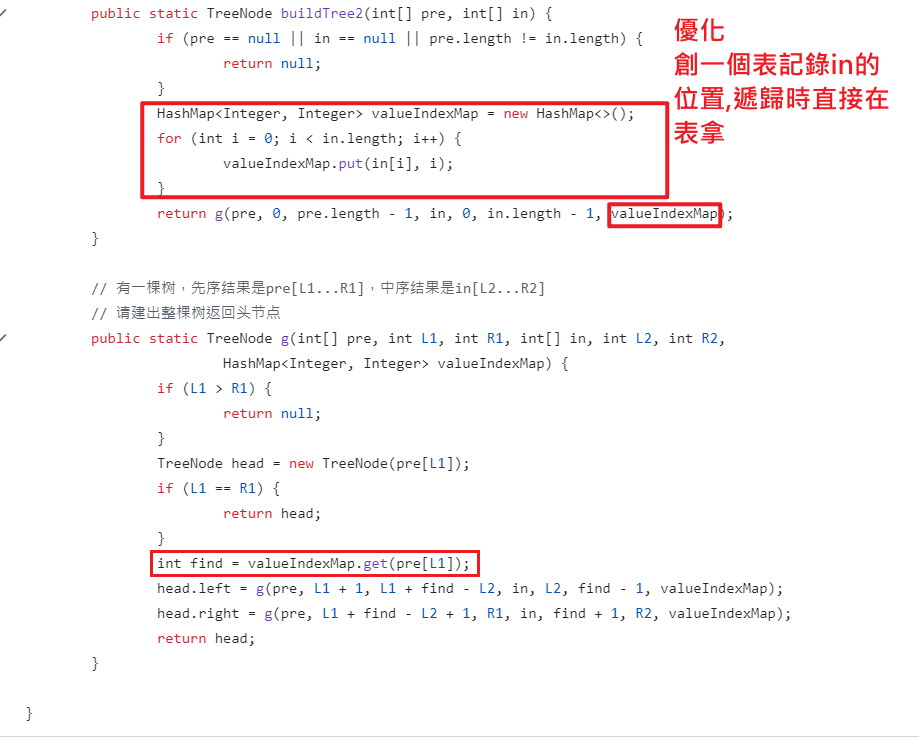 public static TreeNode buildTree2(int[] pre, int[] in) {
if (pre == null || in == null || pre.length != in.length) {
return null;
}
HashMap<Integer, Integer> valueIndexMap = new HashMap<>();
for (int i = 0; i < in.length; i++) {
valueIndexMap.put(in[i], i);
}
return g(pre, 0, pre.length - 1, in, 0, in.length - 1, valueIndexMap);
}
優化
創一個表記錄in的
位置,遞歸時直接在
表拿
// 有一棵树，先序结果是pre[L1...R1]，中序结果是in[L2...R2]
// 请建出整棵树返回头节点
public static TreeNode g(int[] pre, int L1, int R1, int[] in, int L2, int R2,
HashMap<Integer, Integer> valueIndexMap) {
if (L1 > R1) {
return null;
}
TreeNode head = new TreeNode(pre[L1]);
if (L1 == R1) {
return head;
}
int find = valueIndexMap.get(pre[L1]);
head.left = g(pre, L1 + 1, L1 + find - L2, in, L2, find - 1, valueIndexMap);
head.right = g(pre, L1 + find - L2 + 1, R1, in, find + 1, R2, valueIndexMap);
return head;
}
}